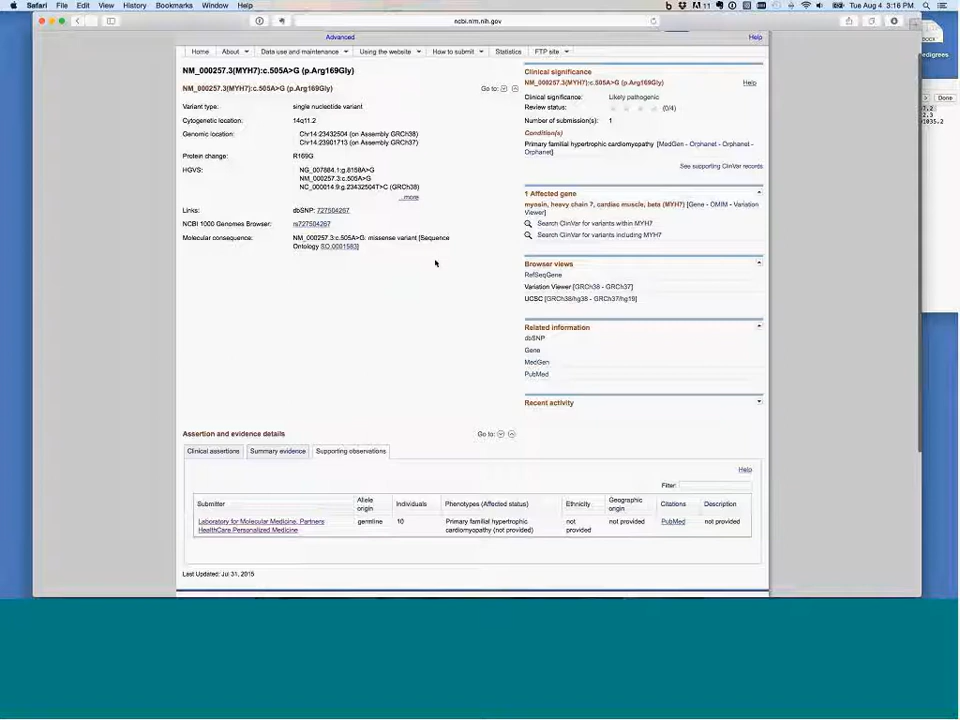 Safari File Edit View History Bookmarks Window Help
11 Tue Aug 4 3:16 PM
ncbi.nlm.nih.gov
Advanced Help
Home About Data use and maintenance Using the website How to submit Statistics FTP site
NM_000257.3(MYH7):c.505A>G (p.Arg169Gly)
NM_000257.3(MYH7):c.505A>G (p.Arg169Gly)
Go to:
Variant type: single nucleotide variant
Cytogenetic location: 14q11.2
Genomic location: Chr14:23432504 (on Assembly GRCh38)
Chr14:23901713 (on Assembly GRCh37)
Protein change: R169G
HGVS: NG_007884.1:g.8158A>G
NM_000257.3:c.505A>G
NC_000014.9:g.23432504T>C (GRCh38)
...more
Links: dbSNP: 727504267
NCBI 1000 Genomes Browser: rs727504267
Molecular consequence: NM_000257.3:c.505A>G: missense variant [Sequence
Ontology SO:0001583]
Clinical significance
NM_000257.3(MYH7):c.505A>G (p.Arg169Gly) Help
Clinical significance: Likely pathogenic
Review status: (0/4)
Number of submission(s): 1
Condition(s)
Primary familial hypertrophic cardiomyopathy [MedGen - Orphanet - Orphanet -
Orphanet]
See supporting ClinVar records
1 Affected gene
myosin, heavy chain 7, cardiac muscle, beta (MYH7) [Gene - OMIM - Variation
Viewer]
Search ClinVar for variants within MYH7
Search ClinVar for variants including MYH7
Browser views
RefSeqGene
Variation Viewer [GRCh38 - GRCh37]
UCSC [GRCh38/hg38 - GRCh37/hg19]
Related information
dbSNP
Gene
MedGen
PubMed
Recent activity
Assertion and evidence details
Go to:
Clinical assertions Summary evidence Supporting observations
Help
Filter:
Submitter Allele origin Individuals Phenotypes (Affected status) Ethnicity Geographic origin Citations Description
Laboratory for Molecular Medicine, Partners germline 10 Primary familial hypertrophic not not provided PubMed not provided
HealthCare Personalized Medicine cardiomyopathy (not provided) provided
Last Updated: Jul 31, 2015
edigrees
Done